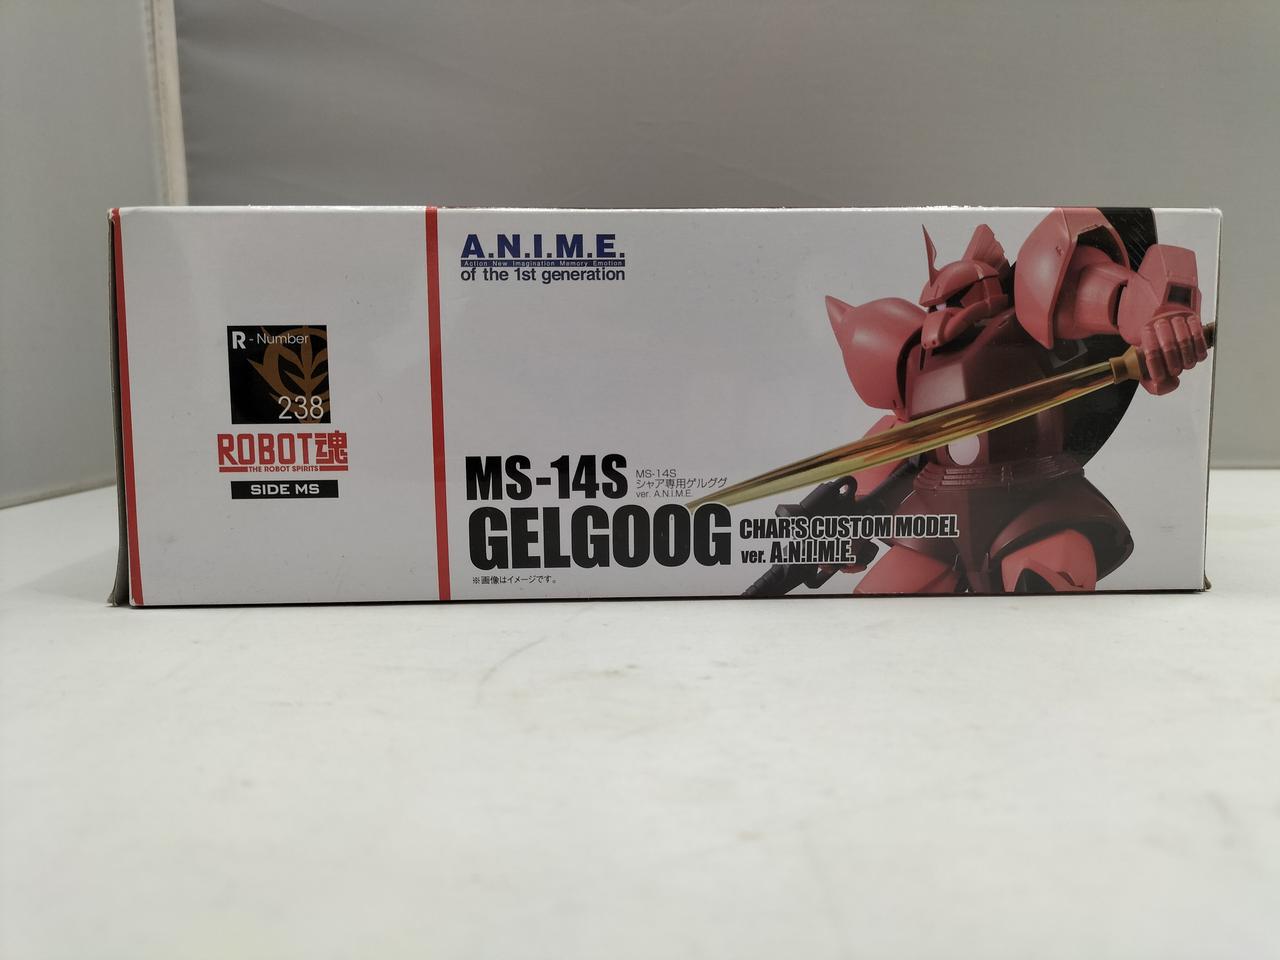 R - Number
238
ROBOT魂
THE ROBOT SPIRITS
SIDE MS
A.N.I.M.E.
Action New Imagination Memory Emotion
of the 1st generation
MS-14S
MS-14S
シャア専用ゲルググ
ver. A.N.I.M.E.
GELGOOG
CHAR'S CUSTOM MODEL
ver. A.N.I.M.E.
※画像はイメージです。